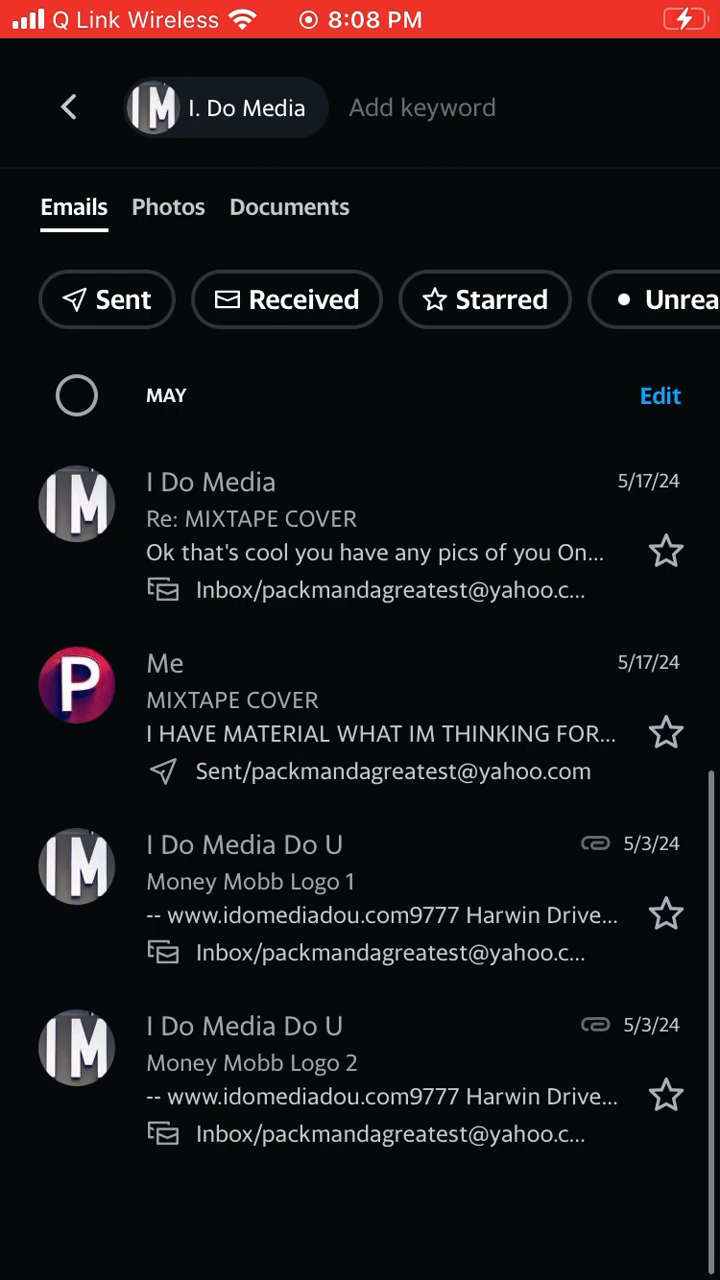 Q Link Wireless 8:08 PM
IM I. Do Media Add keyword
Emails Photos Documents
Sent Received Starred Unrea
MAY Edit
IM I Do Media 5/17/24
Re: MIXTAPE COVER
Ok that's cool you have any pics of you On...
Inbox/packmandagreatest@yahoo.c...
P Me 5/17/24
MIXTAPE COVER
I HAVE MATERIAL WHAT IM THINKING FOR...
Sent/packmandagreatest@yahoo.com
IM I Do Media Do U 5/3/24
Money Mobb Logo 1
-- www.idomediadou.com9777 Harwin Drive...
Inbox/packmandagreatest@yahoo.c...
IM I Do Media Do U 5/3/24
Money Mobb Logo 2
-- www.idomediadou.com9777 Harwin Drive...
Inbox/packmandagreatest@yahoo.c...